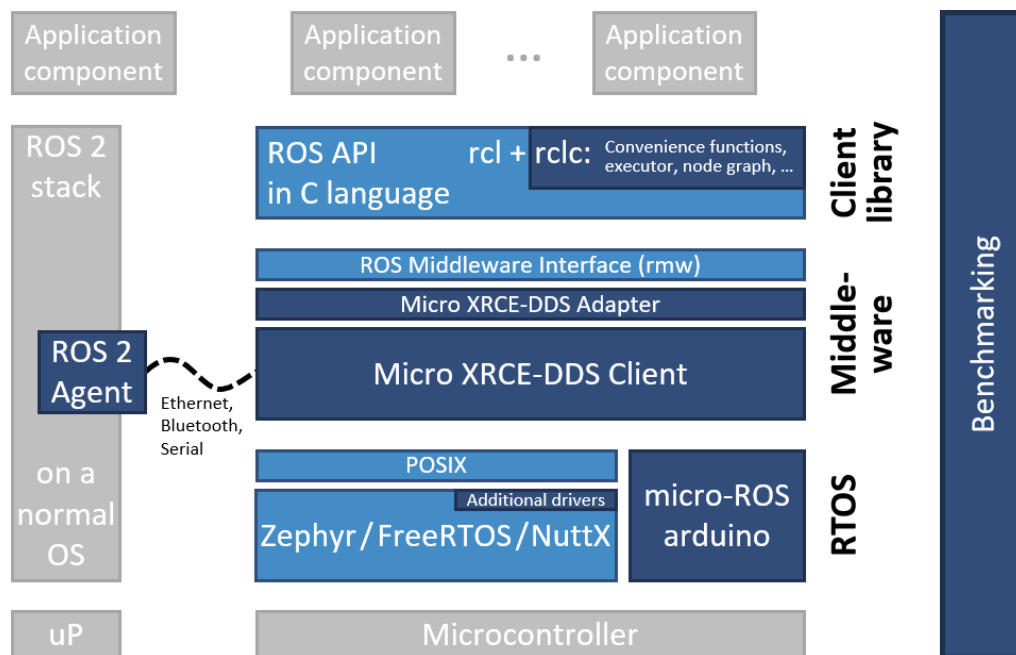 Application
component
Application
component
...
Application
component
ROS 2
stack
on a
normal
OS
uP
ROS 2
Agent
Ethernet,
Bluetooth,
Serial
ROS API
in C language
rcl + rclc:
Convenience functions,
executor, node graph, ...
Client
library
ROS Middleware Interface (rmw)
Micro XRCE-DDS Adapter
Micro XRCE-DDS Client
Middle-
ware
POSIX
Additional drivers
Zephyr/FreeRTOS/NuttX
micro-ROS
arduino
RTOS
Microcontroller
Benchmarking